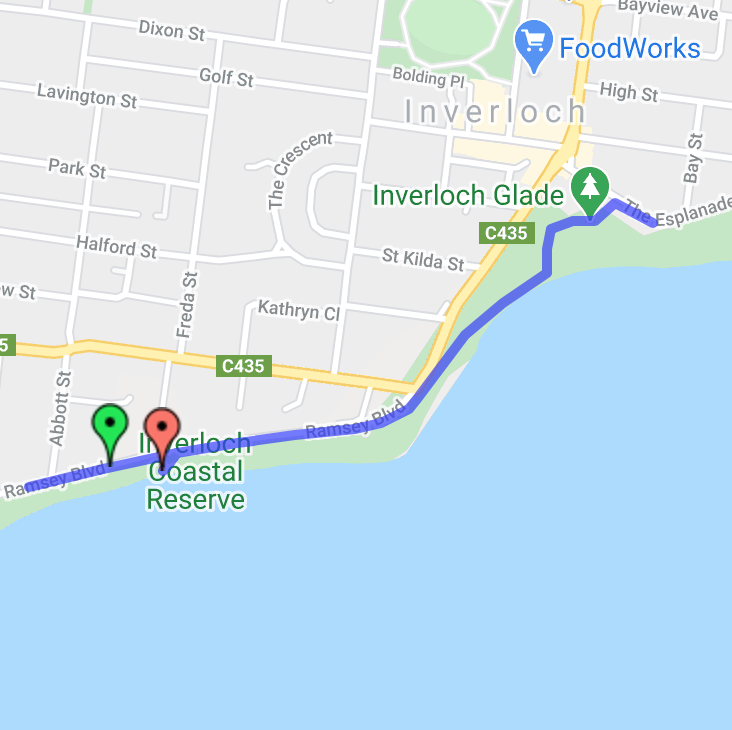 Bayview Ave
Dixon St
FoodWorks
Golf St
Bolding Pl
High St
Lavington St
Inverloch
The Crescent
Bay St
Park St
Inverloch Glade
The Esplanade
C435
Halford St
St Kilda St
ew St
Freda St
Kathryn Cl
5
C435
Abbott St
Ramsey Blvd
Inverloch
Coastal
Reserve
Ramsey Blvd